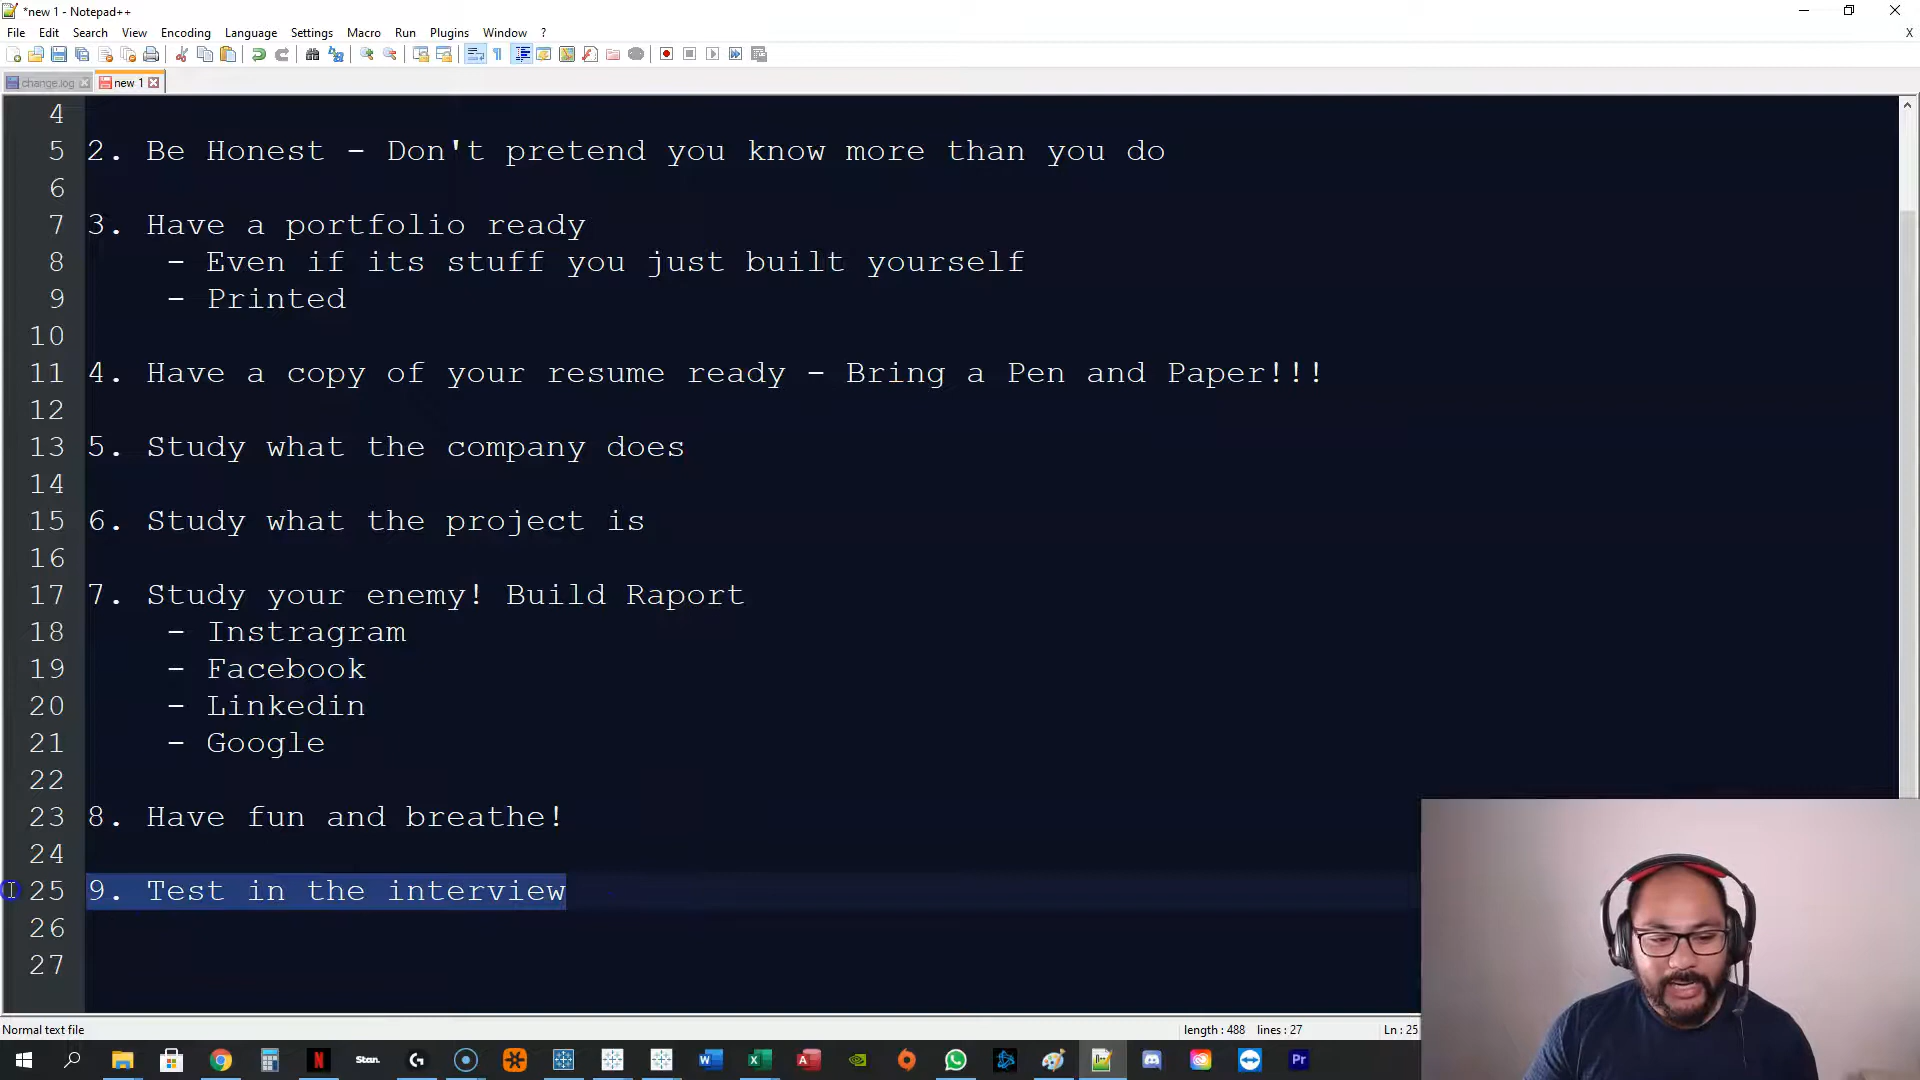 *new 1 - Notepad++
File Edit Search View Encoding Language Settings Macro Run Plugins Window ? X
change.log new 1
4
5 2. Be Honest - Don't pretend you know more than you do
6
7 3. Have a portfolio ready
8 - Even if its stuff you just built yourself
9 - Printed
10
11 4. Have a copy of your resume ready - Bring a Pen and Paper!!!
12
13 5. Study what the company does
14
15 6. Study what the project is
16
17 7. Study your enemy! Build Raport
18 - Instragram
19 - Facebook
20 - Linkedin
21 - Google
22
23 8. Have fun and breathe!
24
25 9. Test in the interview
26
27
Normal text file length : 488 lines : 27 Ln : 25
Stan.
Pr